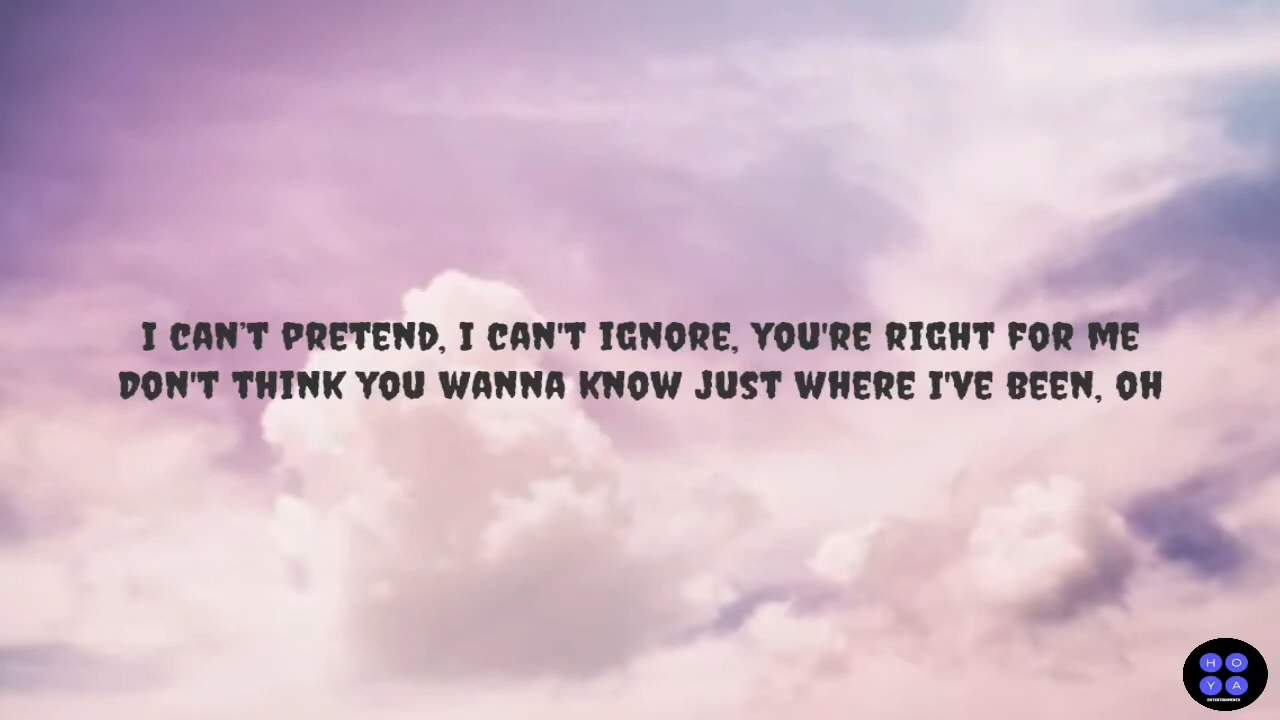 I CAN’T PRETEND, I CAN'T IGNORE, YOU'RE RIGHT FOR ME
DON'T THINK YOU WANNA KNOW JUST WHERE I'VE BEEN, OH
H O
Y A
ENTERTAINMENTS